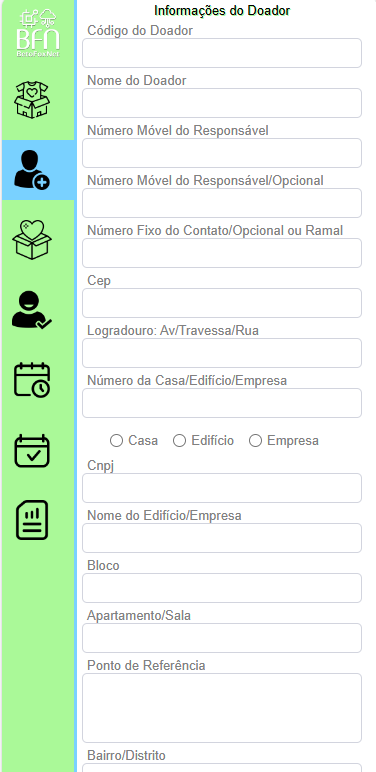 BFN
Informações do Doador
Código do Doador
Nome do Doador
Número Móvel do Responsável
Número Móvel do Responsável/Opcional
Número Fixo do Contato/Opcional ou Ramal
Cep
Logradouro: Av/Travessa/Rua
Número da Casa/Edifício/Empresa
Casa Edifício Empresa
Cnpj
Nome do Edifício/Empresa
Bloco
Apartamento/Sala
Ponto de Referência
Bairro/Distrito